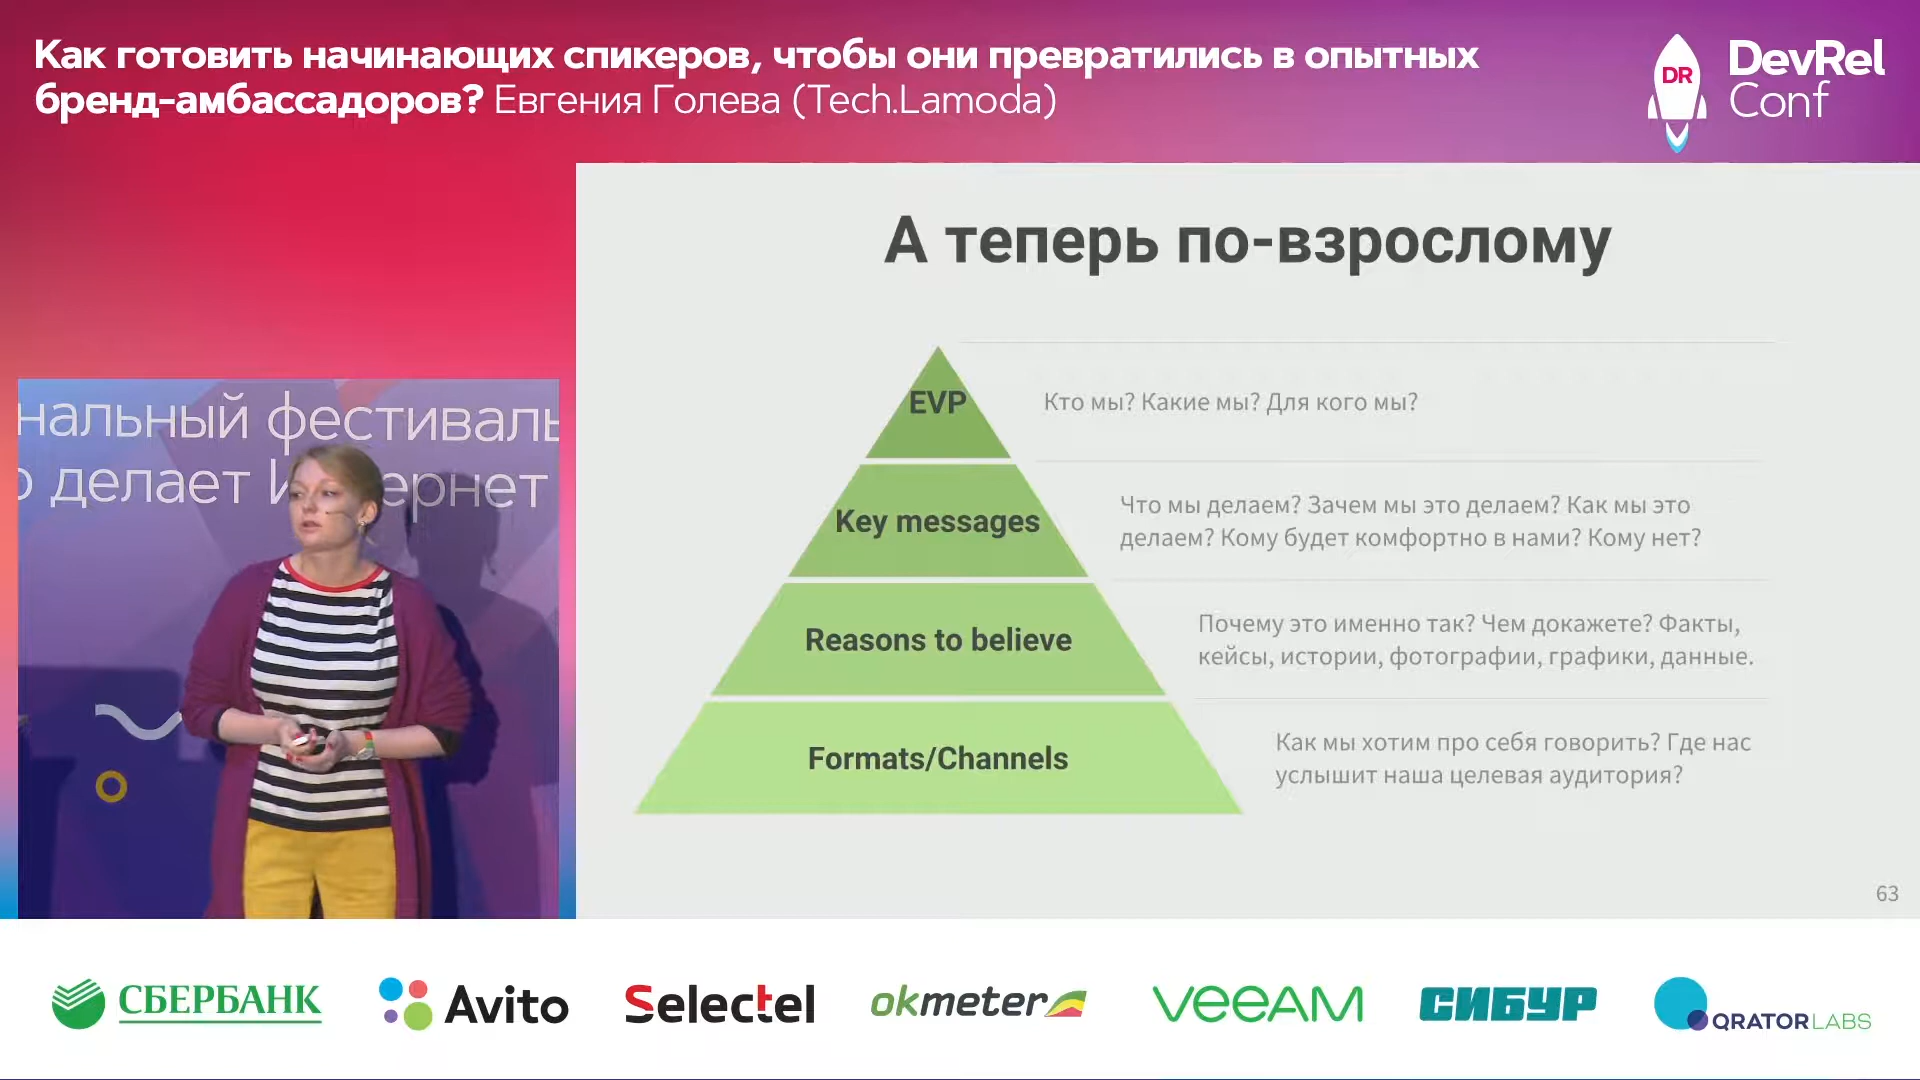 Как готовить начинающих спикеров, чтобы они превратились в опытных
бренд-амбассадоров? Евгения Голева (Tech.Lamoda)
DR
DevRel
Conf
нальный фестиваль
о делает И ернет
А теперь по-взрослому
EVP
Кто мы? Какие мы? Для кого мы?
Key messages
Что мы делаем? Зачем мы это делаем? Как мы это
делаем? Кому будет комфортно в нами? Кому нет?
Reasons to believe
Почему это именно так? Чем докажете? Факты,
кейсы, истории, фотографии, графики, данные.
Formats/Channels
Как мы хотим про себя говорить? Где нас
услышит наша целевая аудитория?
63
СБЕРБАНК
Avito
Selectel
okmeter
veeAM
СИБУР
QRATOR LABS